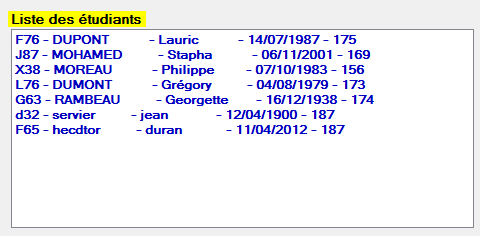 Liste des étudiants
F76 - DUPONT - Lauric - 14/07/1987 - 175
J87 - MOHAMED - Stapha - 06/11/2001 - 169
X38 - MOREAU - Philippe - 07/10/1983 - 156
L76 - DUMONT - Grégory - 04/08/1979 - 173
G63 - RAMBEAU - Georgette - 16/12/1938 - 174
d32 - servier - jean - 12/04/1900 - 187
F65 - hecdtor - duran - 11/04/2012 - 187